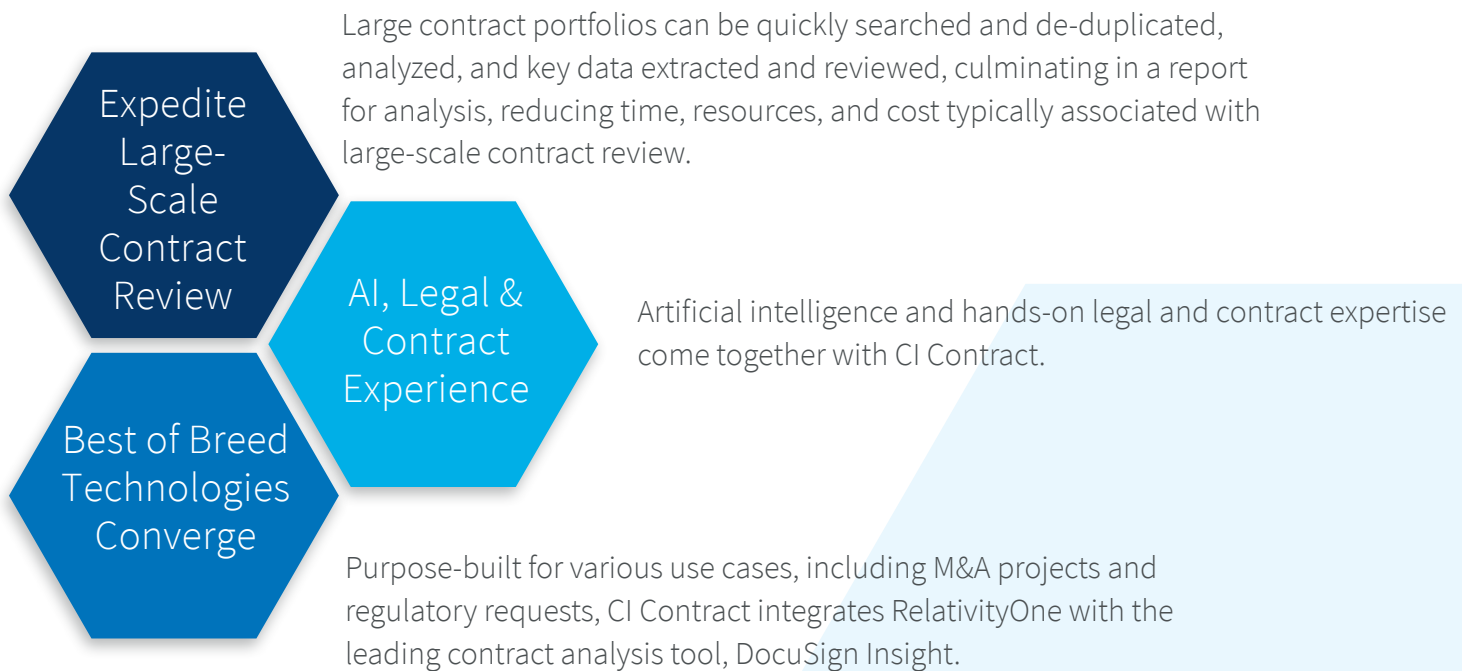 Large contract portfolios can be quickly searched and de-duplicated,
analyzed, and key data extracted and reviewed, culminating in a report
for analysis, reducing time, resources, and cost typically associated with
large-scale contract review.
Expedite
Large-
Scale
Contract
Review
AI, Legal &
Contract
Experience
Artificial intelligence and hands-on legal and contract expertise
come together with CI Contract.
Best of Breed
Technologies
Converge
Purpose-built for various use cases, including M&A projects and
regulatory requests, CI Contract integrates RelativityOne with the
leading contract analysis tool, DocuSign Insight.